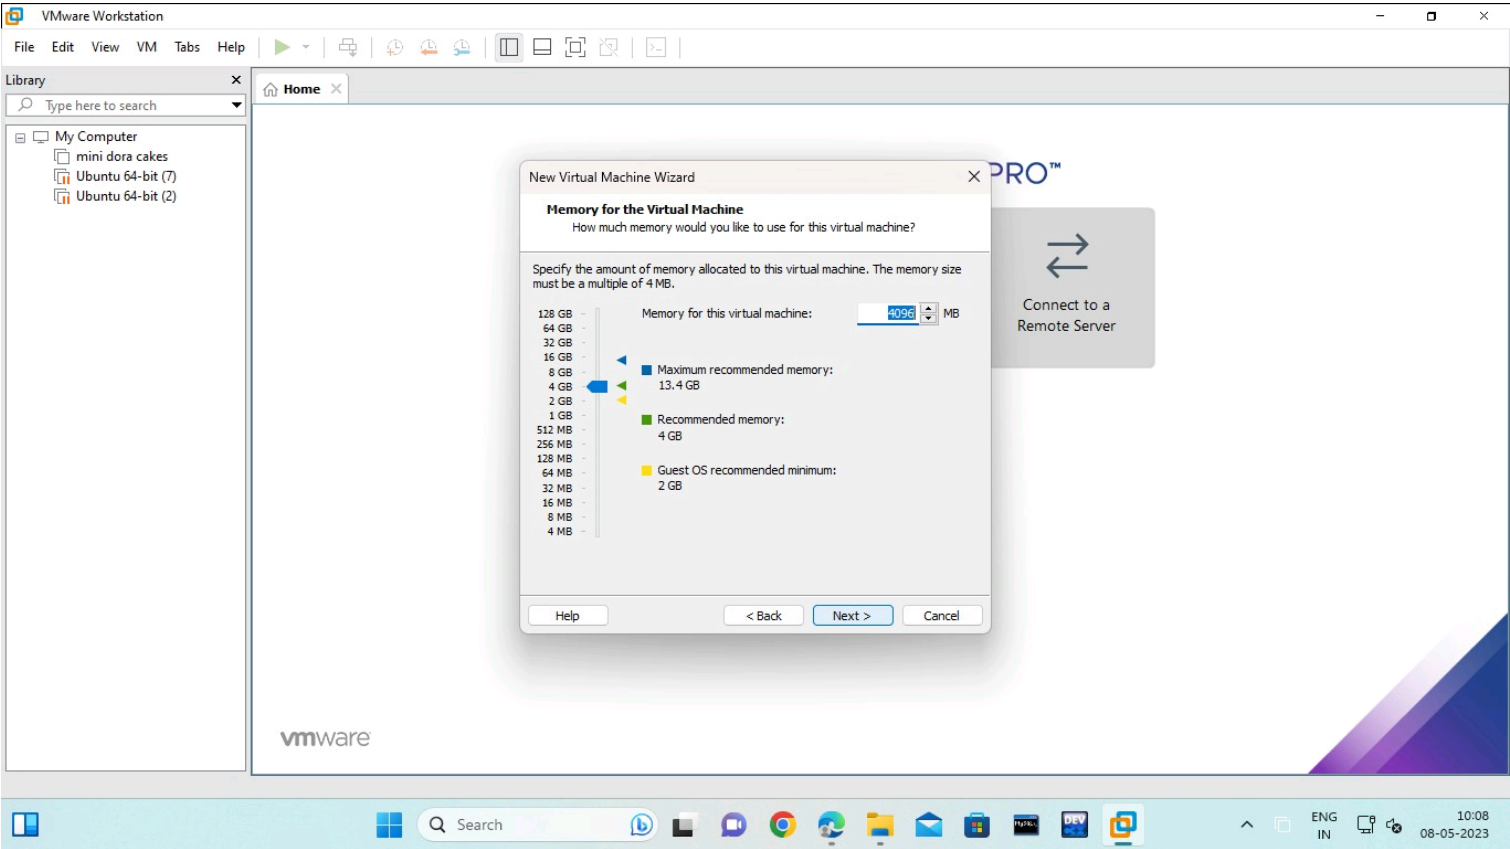 VMware Workstation
File Edit View VM Tabs Help
Library
Type here to search
My Computer
mini dora cakes
Ubuntu 64-bit (7)
Ubuntu 64-bit (2)
Home
PRO™
Connect to a
Remote Server
New Virtual Machine Wizard
Memory for the Virtual Machine
How much memory would you like to use for this virtual machine?
Specify the amount of memory allocated to this virtual machine. The memory size
must be a multiple of 4 MB.
Memory for this virtual machine: 4096 MB
128 GB
64 GB
32 GB
16 GB
8 GB
4 GB
2 GB
1 GB
512 MB
256 MB
128 MB
64 MB
32 MB
16 MB
8 MB
4 MB
Maximum recommended memory:
13.4 GB
Recommended memory:
4 GB
Guest OS recommended minimum:
2 GB
Help < Back Next > Cancel
vmware
Search
MySQL
DEV
ENG
IN
10:08
08-05-2023